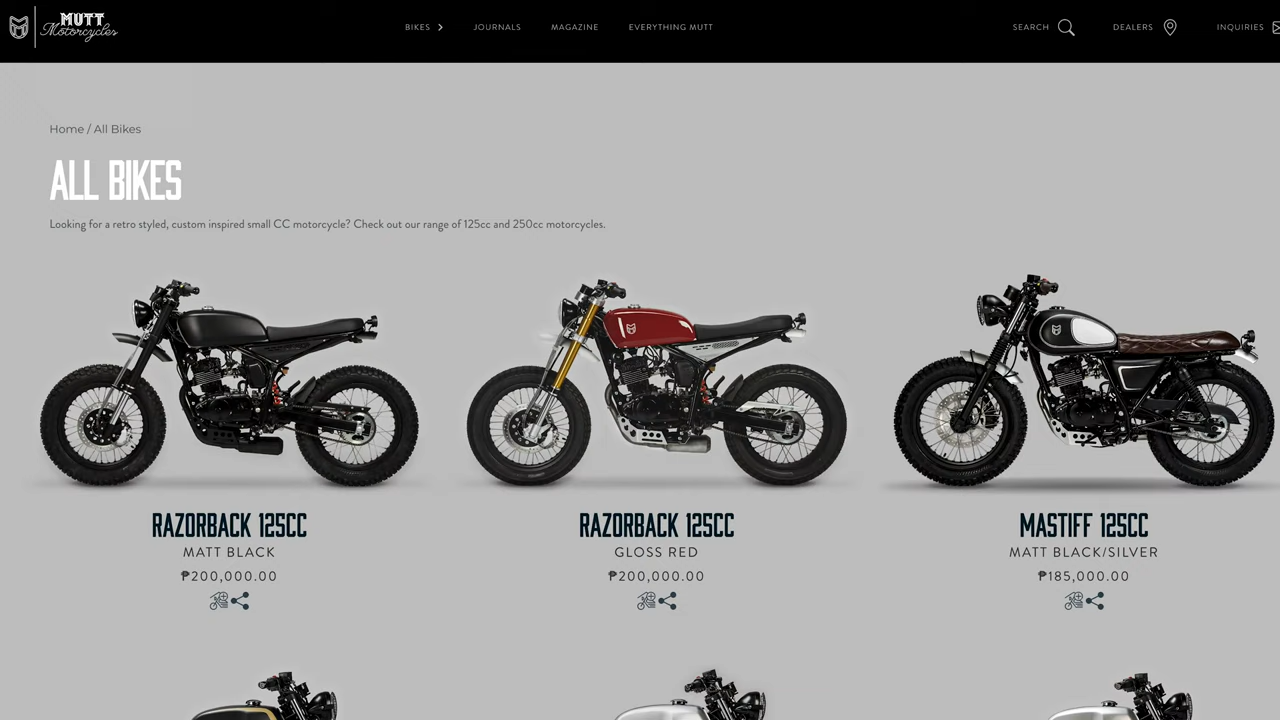 MUTT
Motorcycles
BIKES
JOURNALS
MAGAZINE
EVERYTHING MUTT
SEARCH
DEALERS
INQUIRIES
Home / All Bikes
ALL BIKES
Looking for a retro styled, custom inspired small CC motorcycle? Check out our range of 125cc and 250cc motorcycles.
RAZORBACK 125CC
MATT BLACK
₱200,000.00
RAZORBACK 125CC
GLOSS RED
₱200,000.00
MASTIFF 125CC
MATT BLACK/SILVER
₱185,000.00